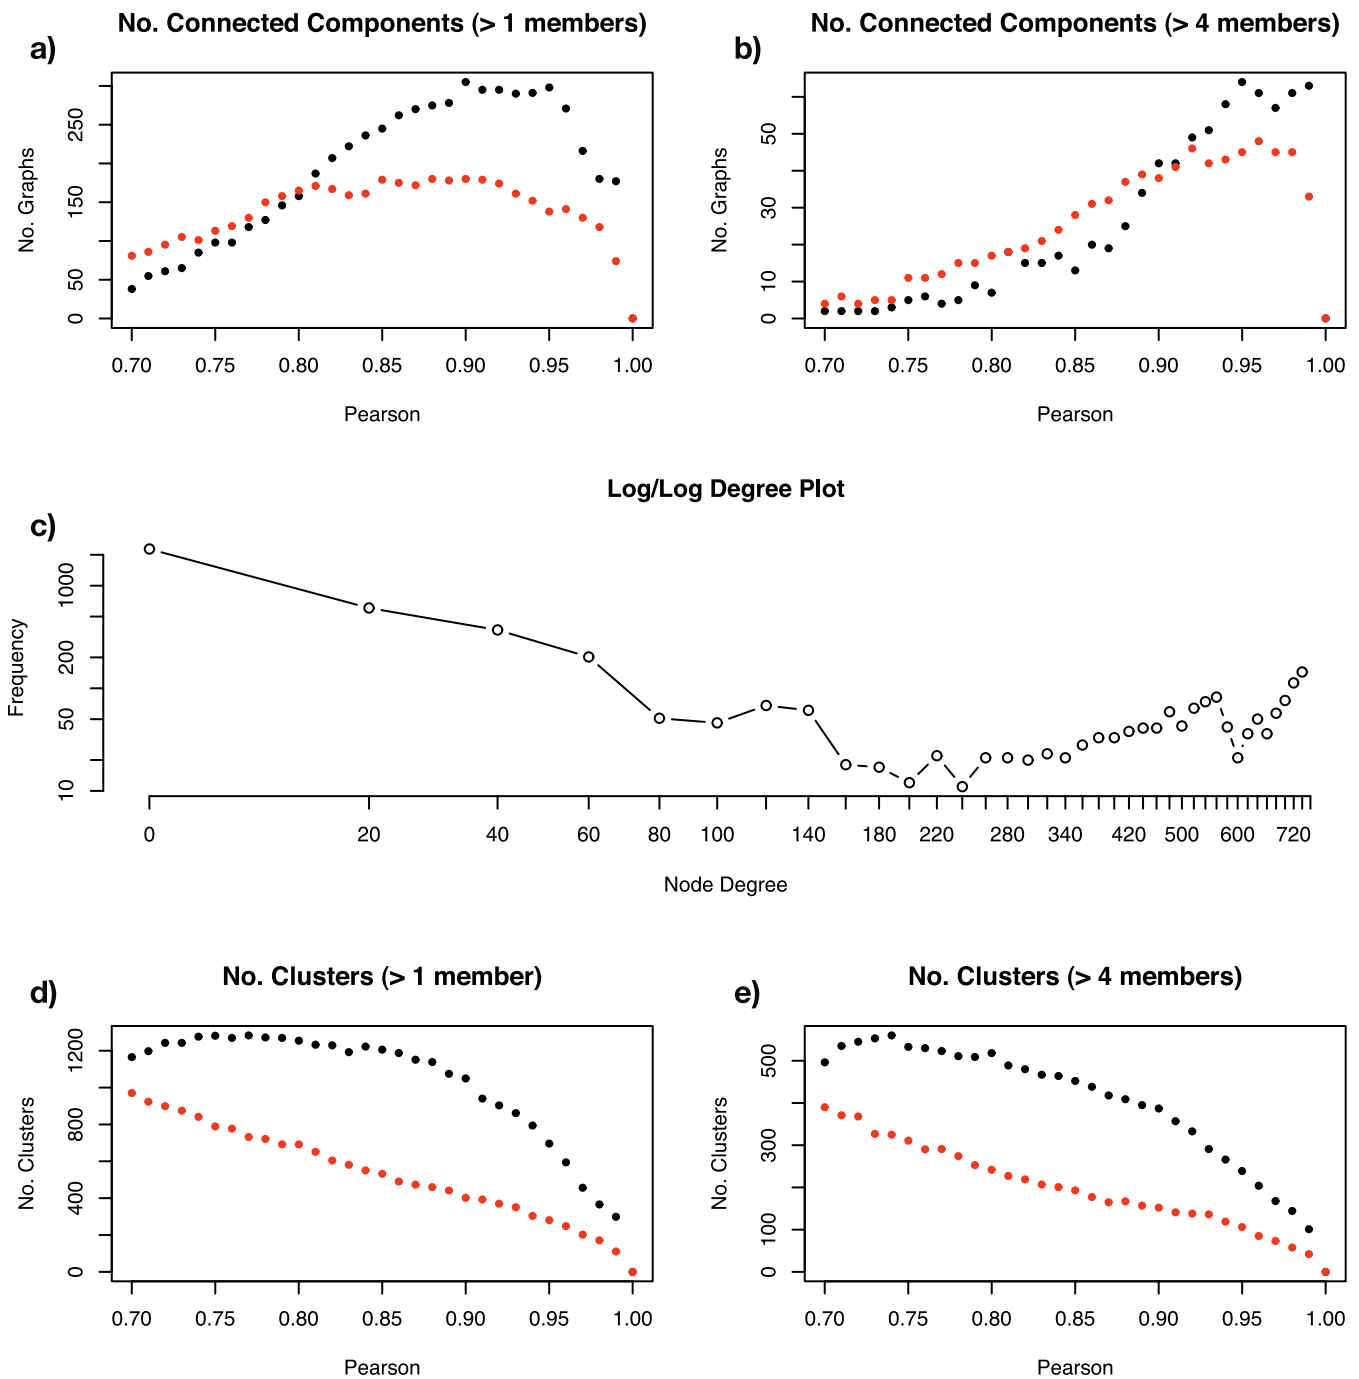 No. Connected Components (> 1 members)
No. Connected Components (> 4 members)
a)
b)
No. Graphs
0 50 150 250
0.70 0.75 0.80 0.85 0.90 0.95 1.00
Pearson
No. Graphs
0 10 30 50
0.70 0.75 0.80 0.85 0.90 0.95 1.00
Pearson
Log/Log Degree Plot
c)
Frequency
10 50 200 1000
0 20 40 60 80 100 140 180 220 280 340 420 500 600 720
Node Degree
No. Clusters (> 1 member)
No. Clusters (> 4 members)
d)
e)
No. Clusters
0 400 800 1200
0.70 0.75 0.80 0.85 0.90 0.95 1.00
Pearson
No. Clusters
0 100 300 500
0.70 0.75 0.80 0.85 0.90 0.95 1.00
Pearson